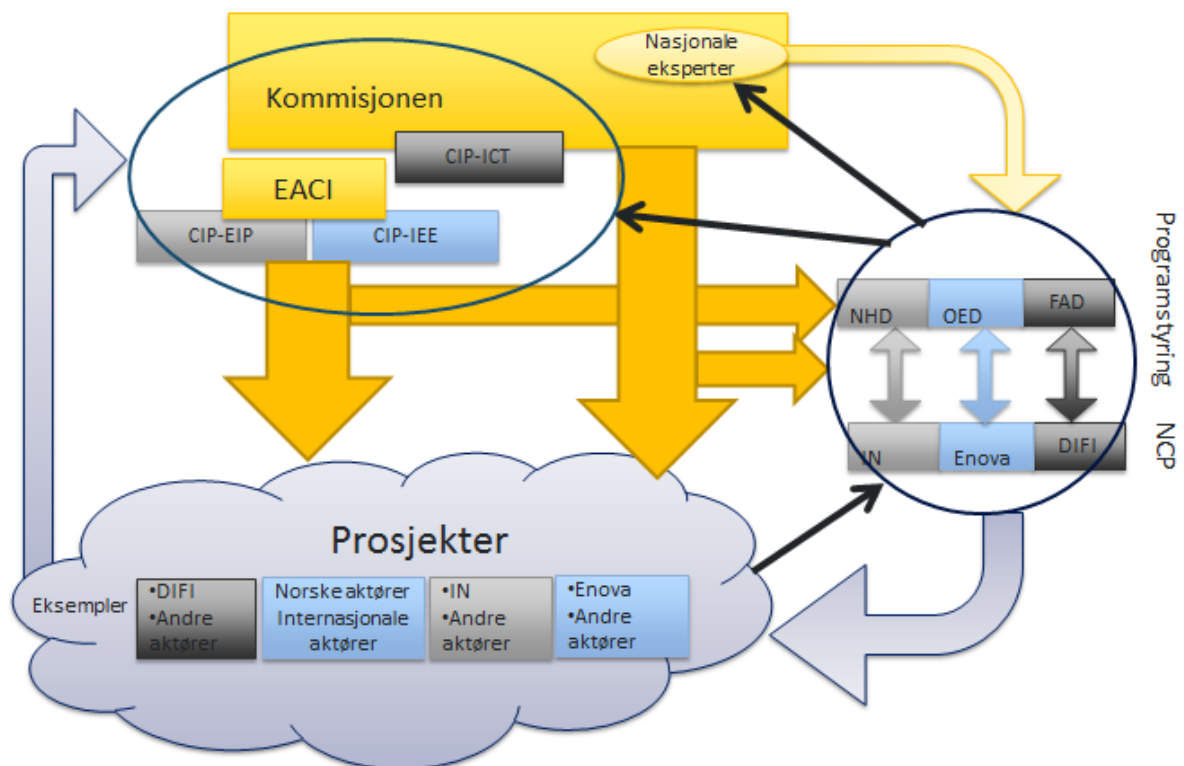 Nasjonale
eksperter
Kommisjonen
CIP-ICT
EACI
CIP-EIP
CIP-IEE
Programstyring
NHD
OED
FAD
NCP
IN
Enova
DIFI
Prosjekter
Eksempler
•DIFI
•Andre
aktører
Norske aktører
Internasjonale
aktører
•IN
•Andre
aktører
•Enova
•Andre
aktører